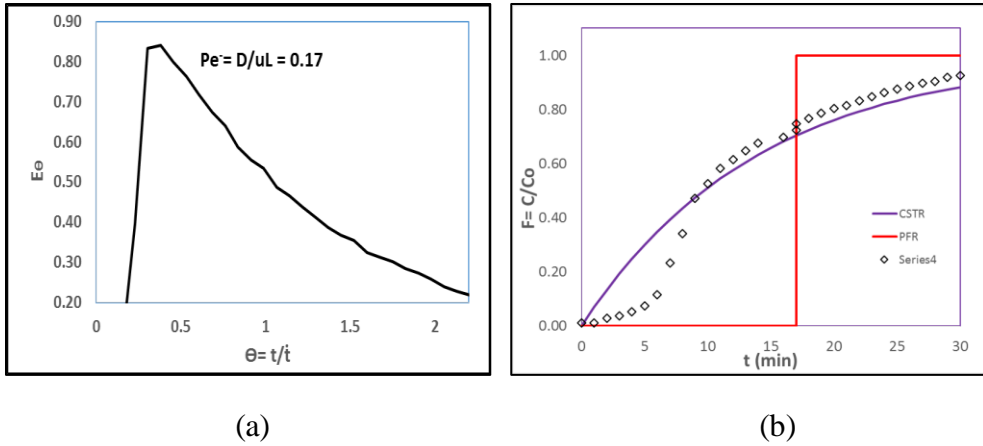 0.90
0.80
0.70
0.60
0.50
0.40
0.30
0.20
EѲ
Pe⁻= D/uL = 0.17
0
0.5
1
1.5
2
Ѳ= t/ṫ
(a)
1.00
0.80
0.60
0.40
0.20
0.00
F= C/Co
CSTR
PFR
Series4
0
5
10
15
20
25
30
t (min)
(b)